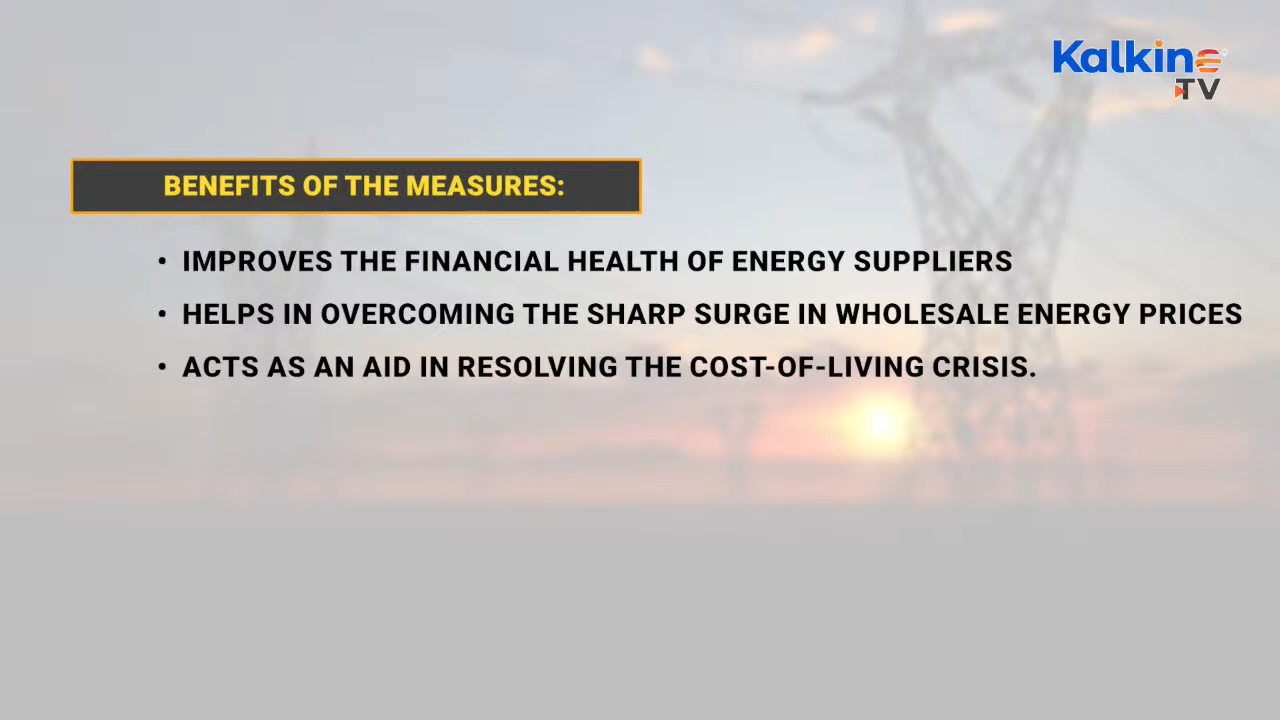 Kalkine
TV
BENEFITS OF THE MEASURES:
• IMPROVES THE FINANCIAL HEALTH OF ENERGY SUPPLIERS
• HELPS IN OVERCOMING THE SHARP SURGE IN WHOLESALE ENERGY PRICES
• ACTS AS AN AID IN RESOLVING THE COST-OF-LIVING CRISIS.